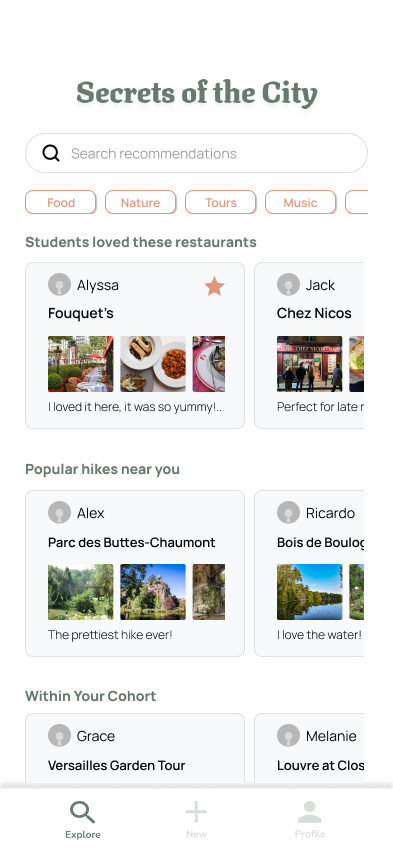 Secrets of the City
Search recommendations
Food Nature Tours Music
Students loved these restaurants
Alyssa
Fouquet's
I loved it here, it was so yummy!..
Jack
Chez Nicos
CHEZ NICOS
Perfect for late
Popular hikes near you
Alex
Parc des Buttes-Chaumont
The prettiest hike ever!
Ricardo
Bois de Boulog
I love the water!
Within Your Cohort
Grace
Versailles Garden Tour
Melanie
Louvre at Clos
Explore New Profile